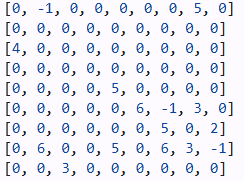 [0, -1, 0, 0, 0, 0, 0, 5, 0]
[0, 0, 0, 0, 0, 0, 0, 0, 0]
[4, 0, 0, 0, 0, 0, 0, 0, 0]
[0, 0, 0, 0, 0, 0, 0, 0, 0]
[0, 0, 0, 0, 5, 0, 0, 0, 0]
[0, 0, 0, 0, 0, 6, -1, 3, 0]
[0, 0, 0, 0, 0, 0, 5, 0, 2]
[0, 6, 0, 0, 5, 0, 6, 3, -1]
[0, 0, 3, 0, 0, 0, 0, 0, 0]